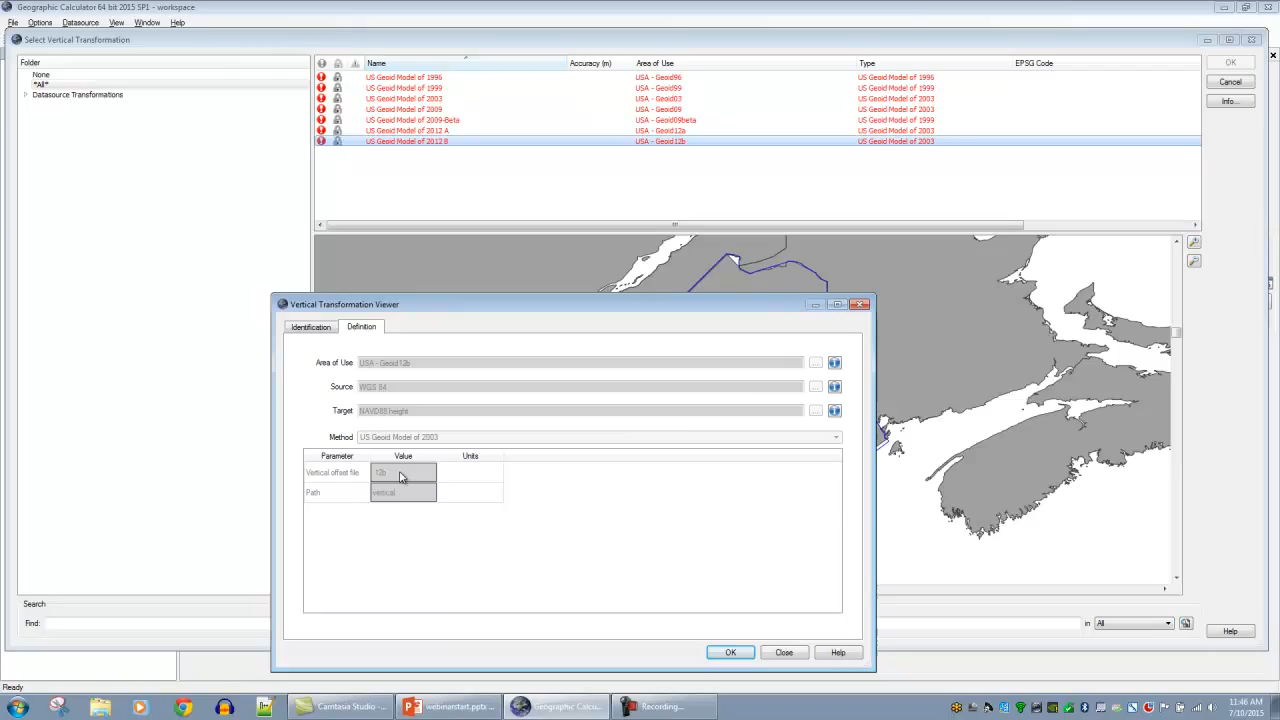 Geographic Calculator 64 bit 2015 SP1 - workspace
File Options Datasource View Window Help
Select Vertical Transformation
Folder
None
*All*
Datasource Transformations
Name Accuracy (m) Area of Use Type EPSG Code
US Geoid Model of 1996 USA - Geoid96 US Geoid Model of 1996
US Geoid Model of 1999 USA - Geoid99 US Geoid Model of 1999
US Geoid Model of 2003 USA - Geoid03 US Geoid Model of 2003
US Geoid Model of 2009 USA - Geoid09 US Geoid Model of 2003
US Geoid Model of 2009-Beta USA - Geoid09beta US Geoid Model of 1999
US Geoid Model of 2012 A USA - Geoid12a US Geoid Model of 2003
US Geoid Model of 2012 B USA - Geoid12b US Geoid Model of 2003
OK
Cancel
Info...
Vertical Transformation Viewer
Identification Definition
Area of Use USA - Geoid12b ...
Source WGS 84 ...
Target NAVD88 height ...
Method US Geoid Model of 2003
Parameter Value Units
Vertical offset file 12b
Path vertical
OK Close Help
Search
Find: in All
Help
Ready
Camtasia Studio -... webinarstart.pptx ... Geographic Calcu... Recording...
11:46 AM
7/10/2015